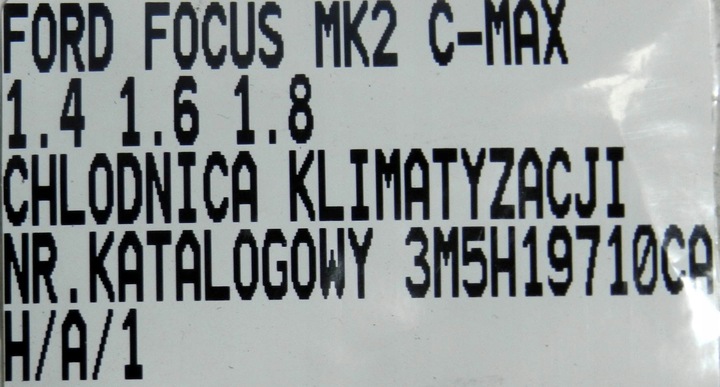 FORD FOCUS MK2 C-MAX
1.4 1.6 1.8
CHLODNICA KLIMATYZACJI
NR.KATALOGOWY 3M5H19710CA
H/A/1